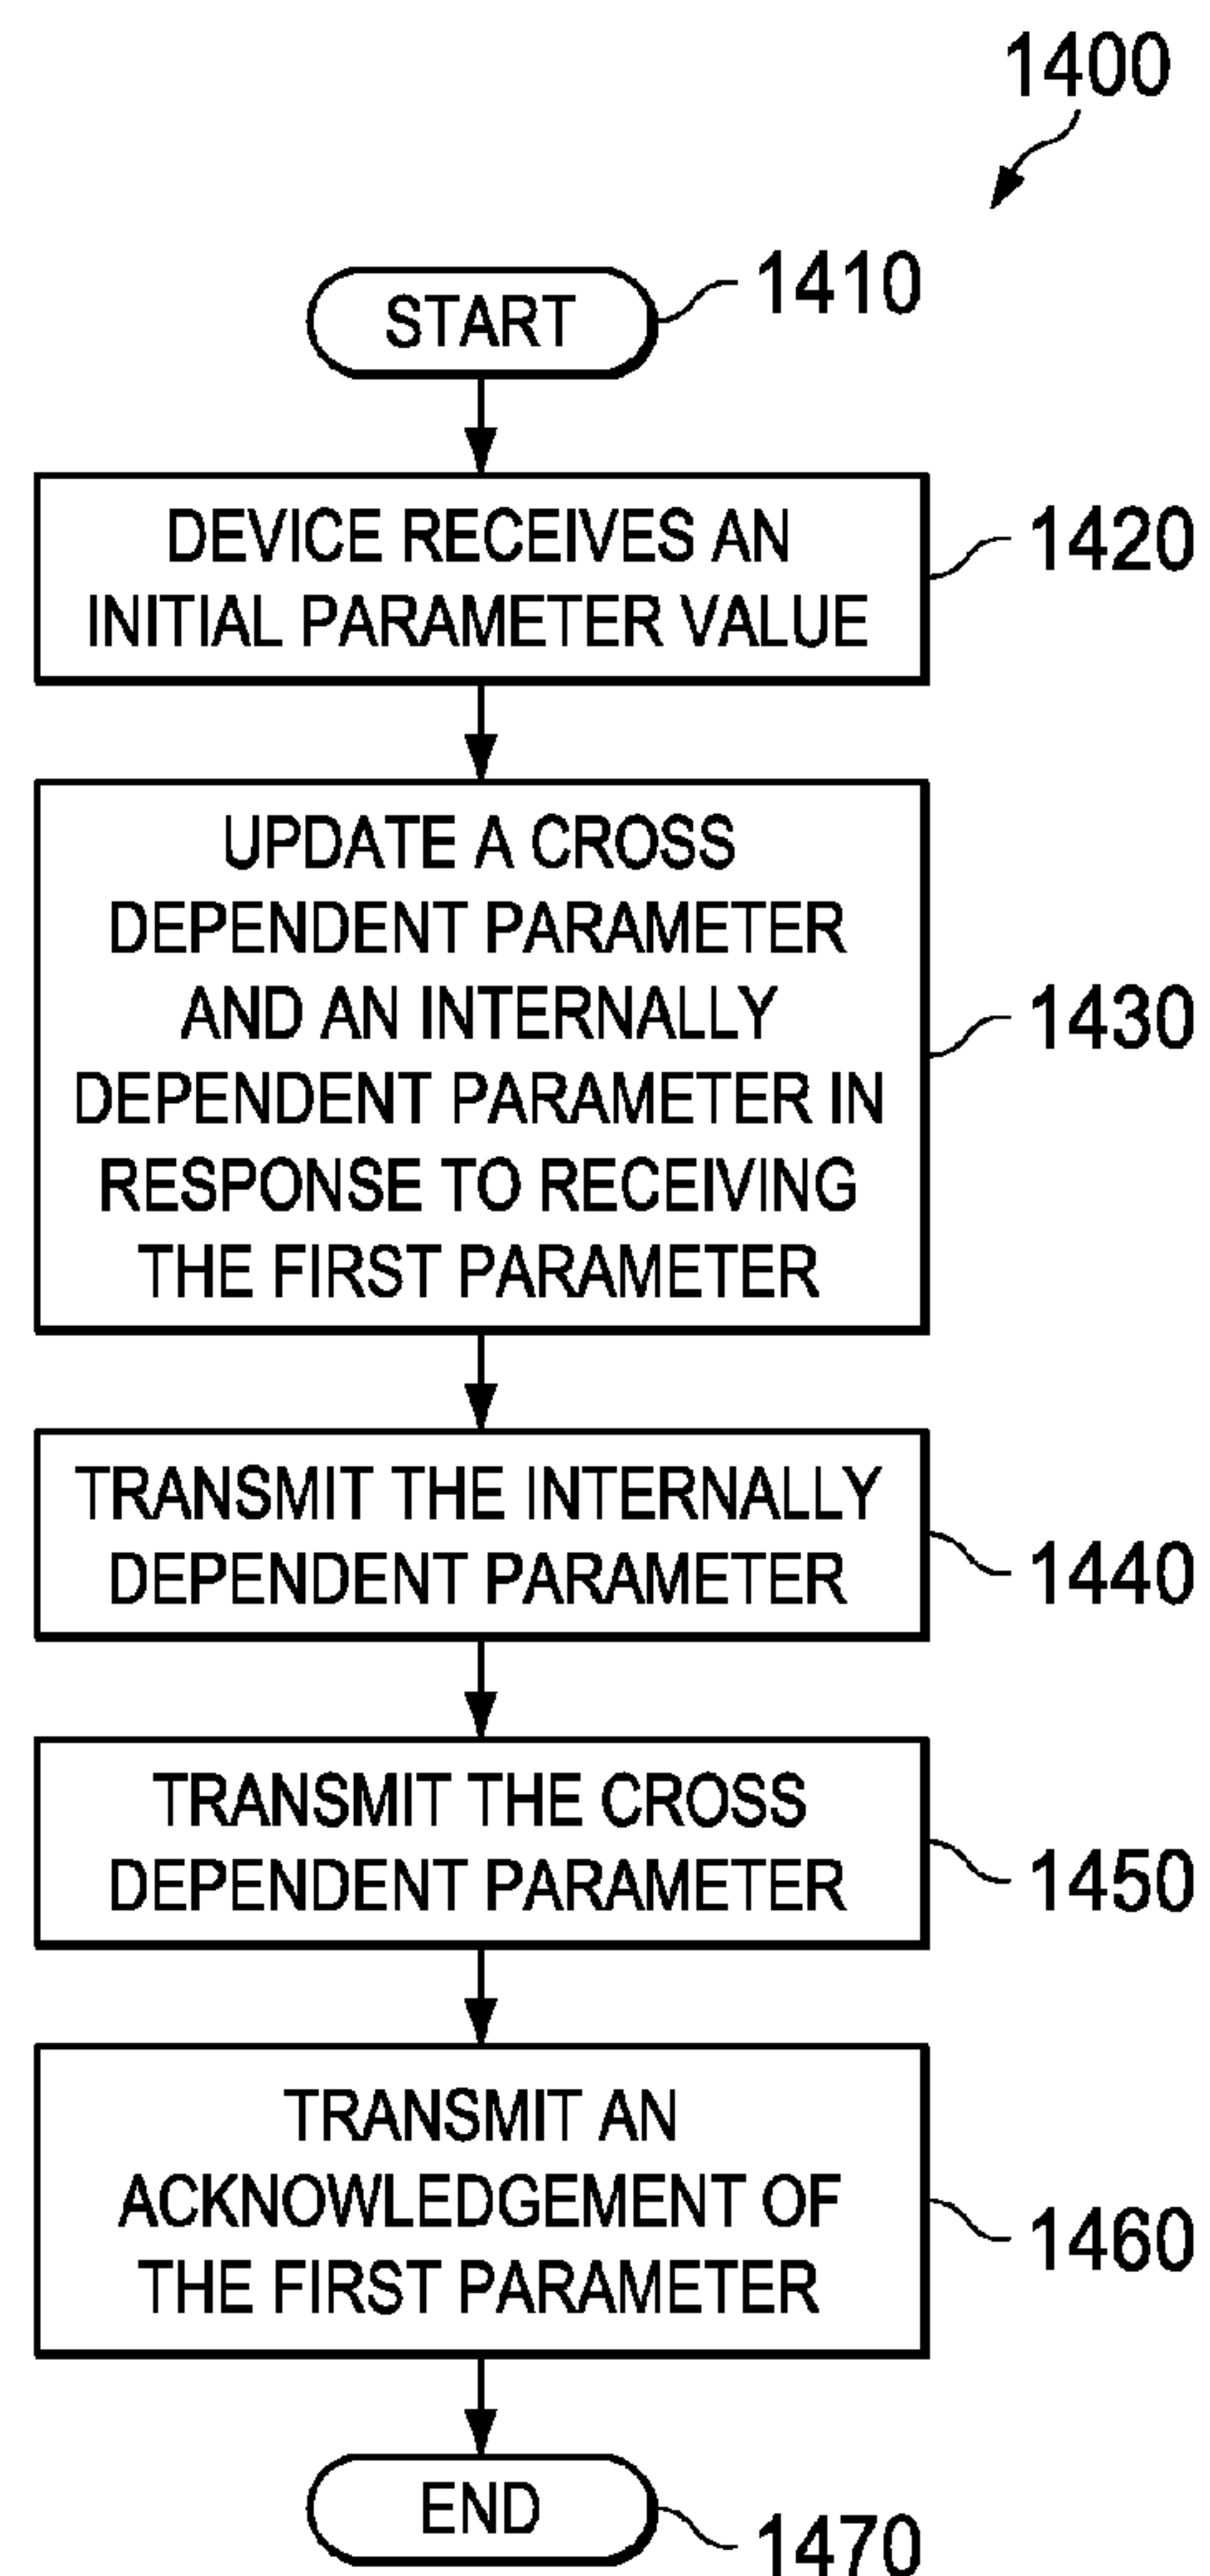 1400
START
1410
DEVICE RECEIVES AN
INITIAL PARAMETER VALUE
1420
UPDATE A CROSS
DEPENDENT PARAMETER
AND AN INTERNALLY
DEPENDENT PARAMETER IN
RESPONSE TO RECEIVING
THE FIRST PARAMETER
1430
TRANSMIT THE INTERNALLY
DEPENDENT PARAMETER
1440
TRANSMIT THE CROSS
DEPENDENT PARAMETER
1450
TRANSMIT AN
ACKNOWLEDGEMENT OF
THE FIRST PARAMETER
1460
END
1470